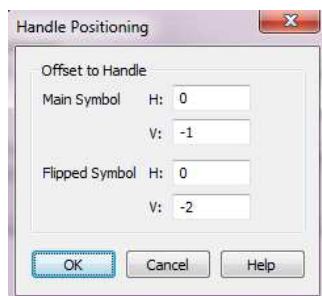 Handle Positioning
Offset to Handle
Main Symbol H: 0
V: -1
Flipped Symbol H: 0
V: -2
OK Cancel Help